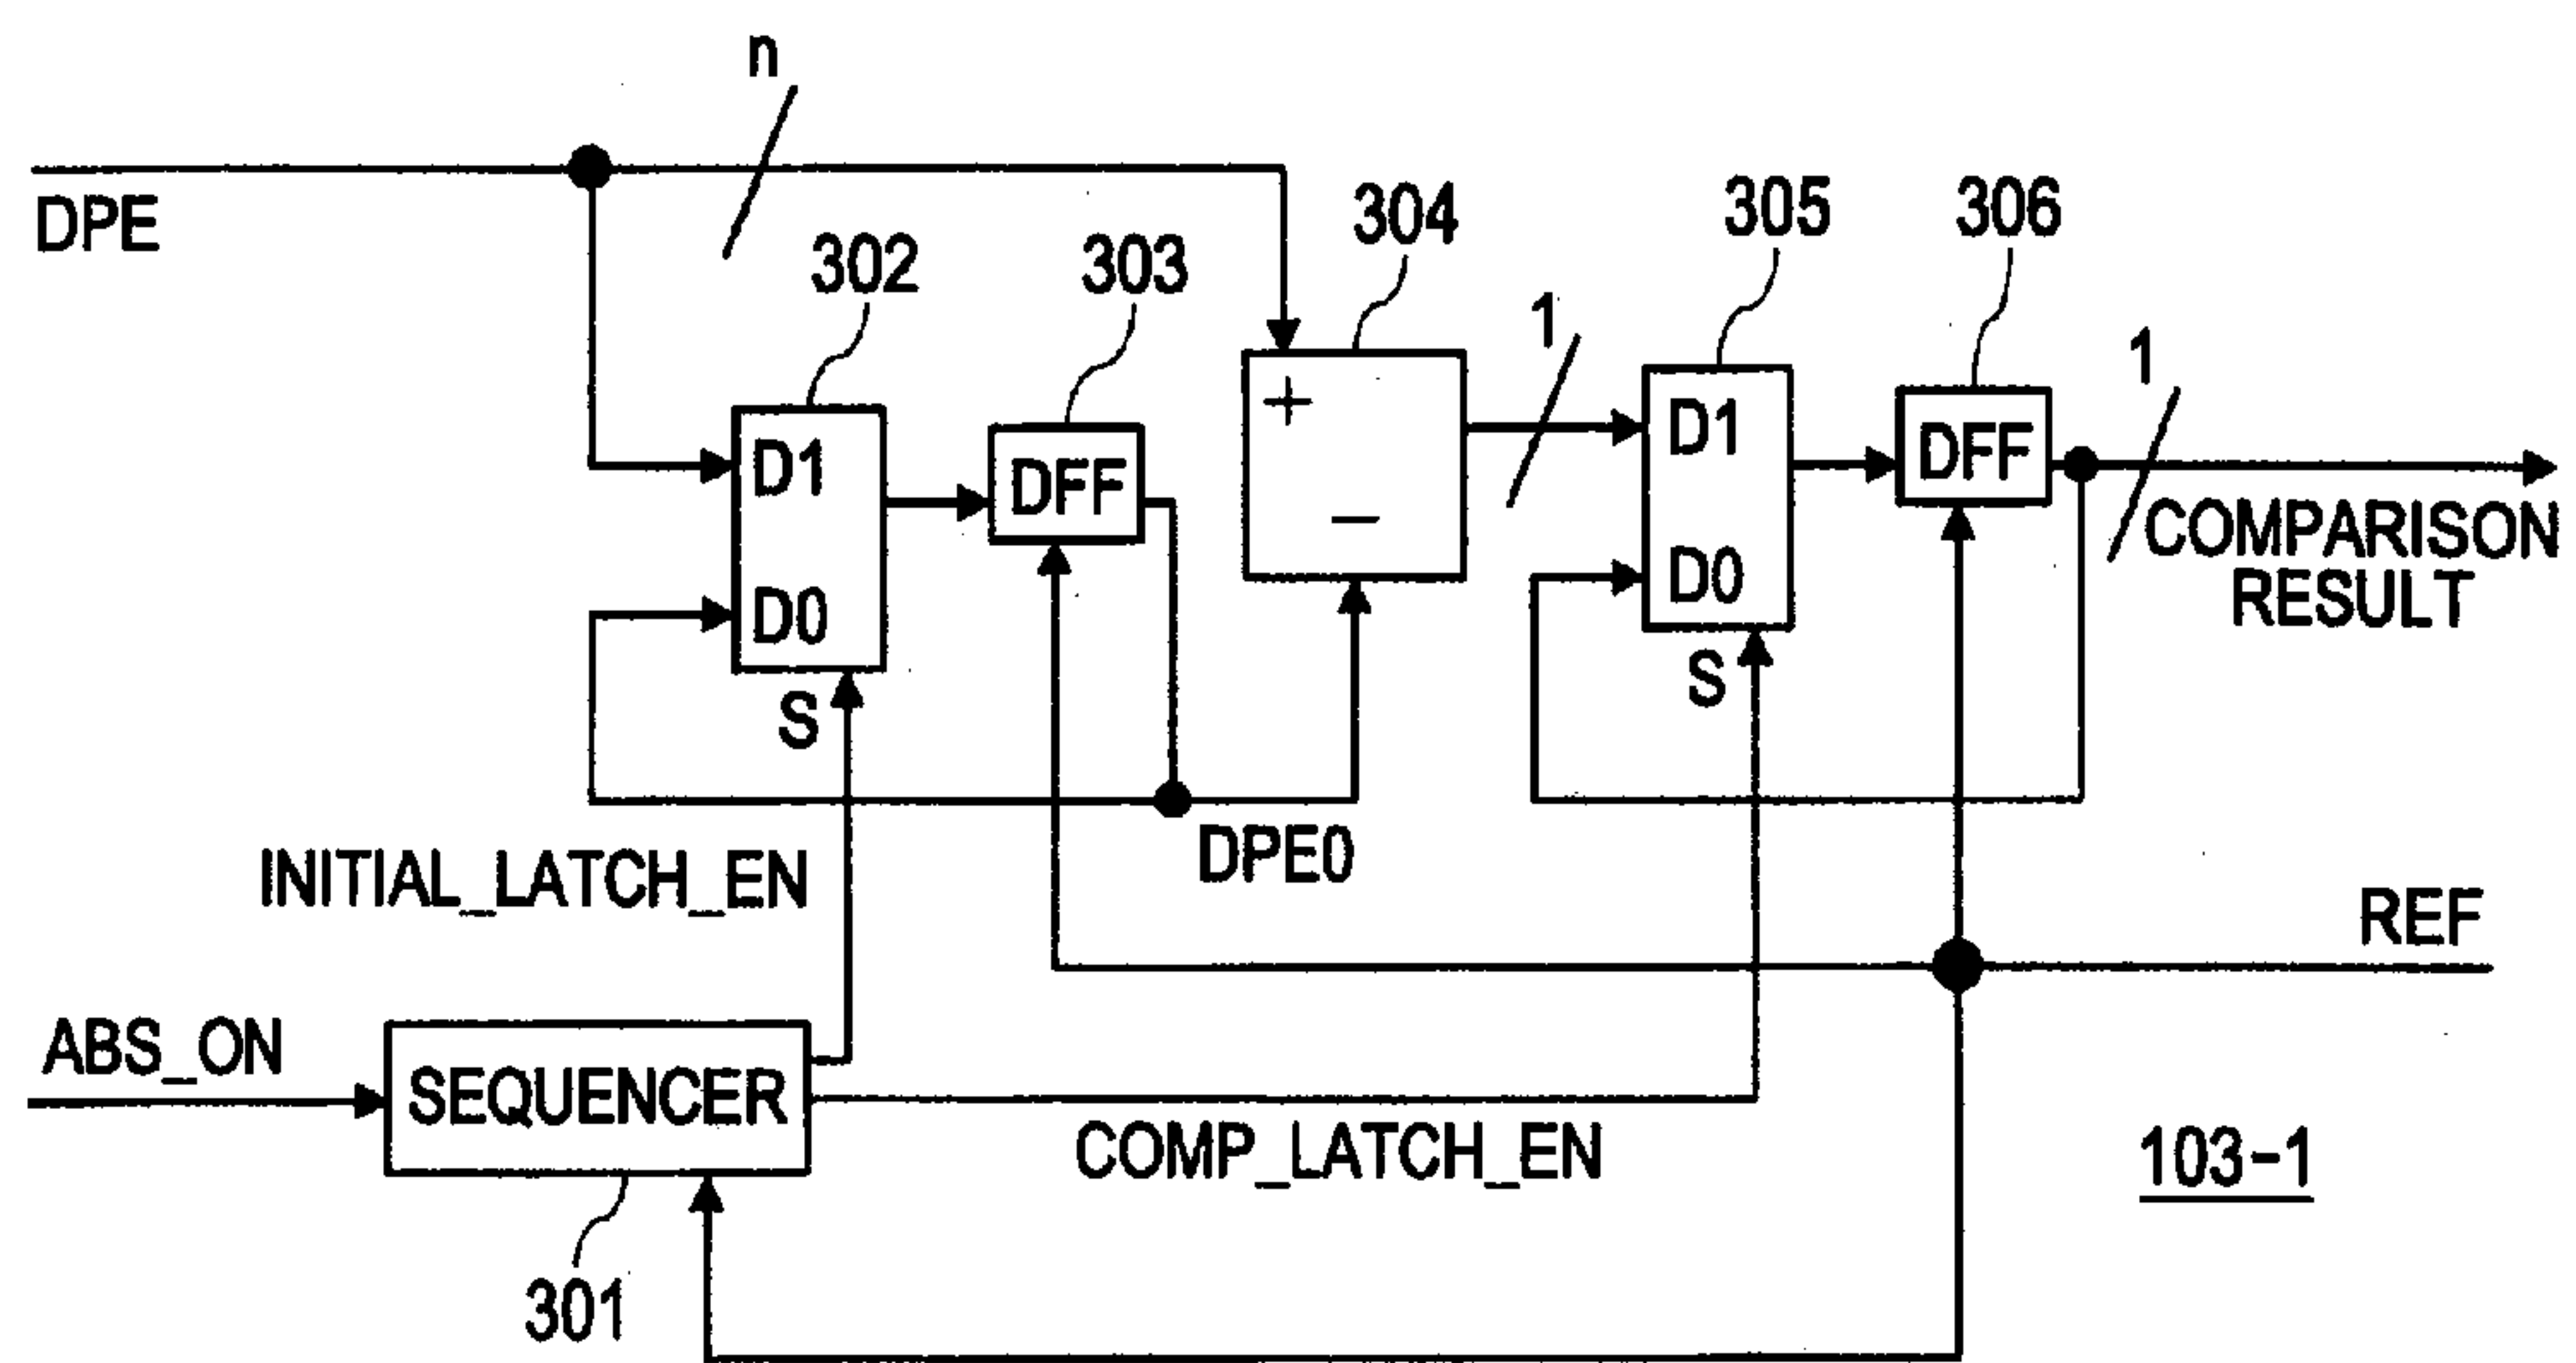 n
DPE
302
303
304
305
306
1
1
D1
D0
S
DFF
+
−
D1
D0
S
DFF
COMPARISON
RESULT
DPE0
INITIAL_LATCH_EN
REF
ABS_ON
SEQUENCER
COMP_LATCH_EN
103-1
301